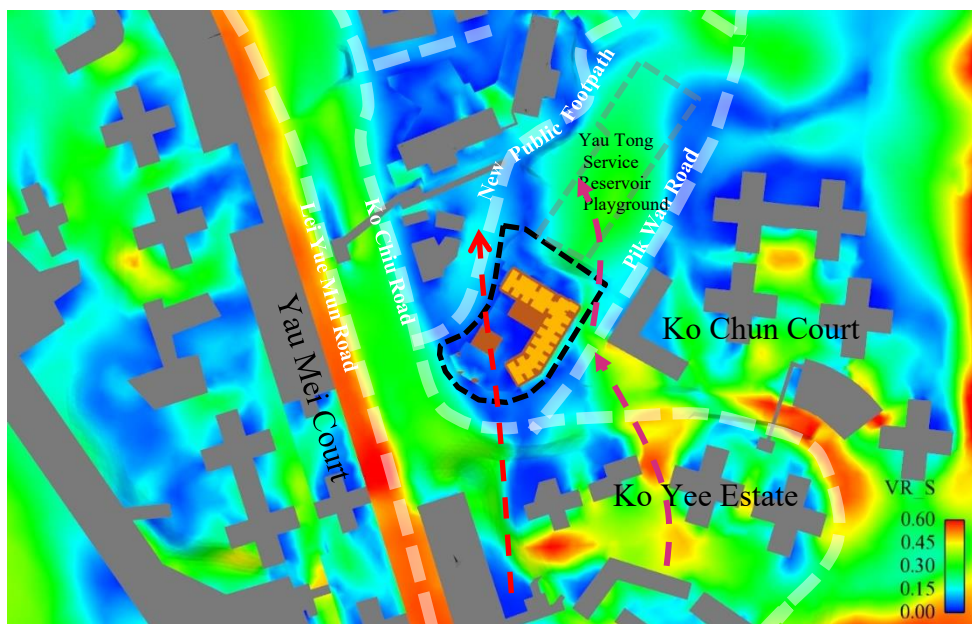 New Public Footpath
Yau Tong
Service
Reservoir
Playground
Lei Yue Mun Road
Ko Chiu Road
Pik Wan Road
Yau Mei Court
Ko Chun Court
Ko Yee Estate
VR_S
0.60
0.45
0.30
0.15
0.00